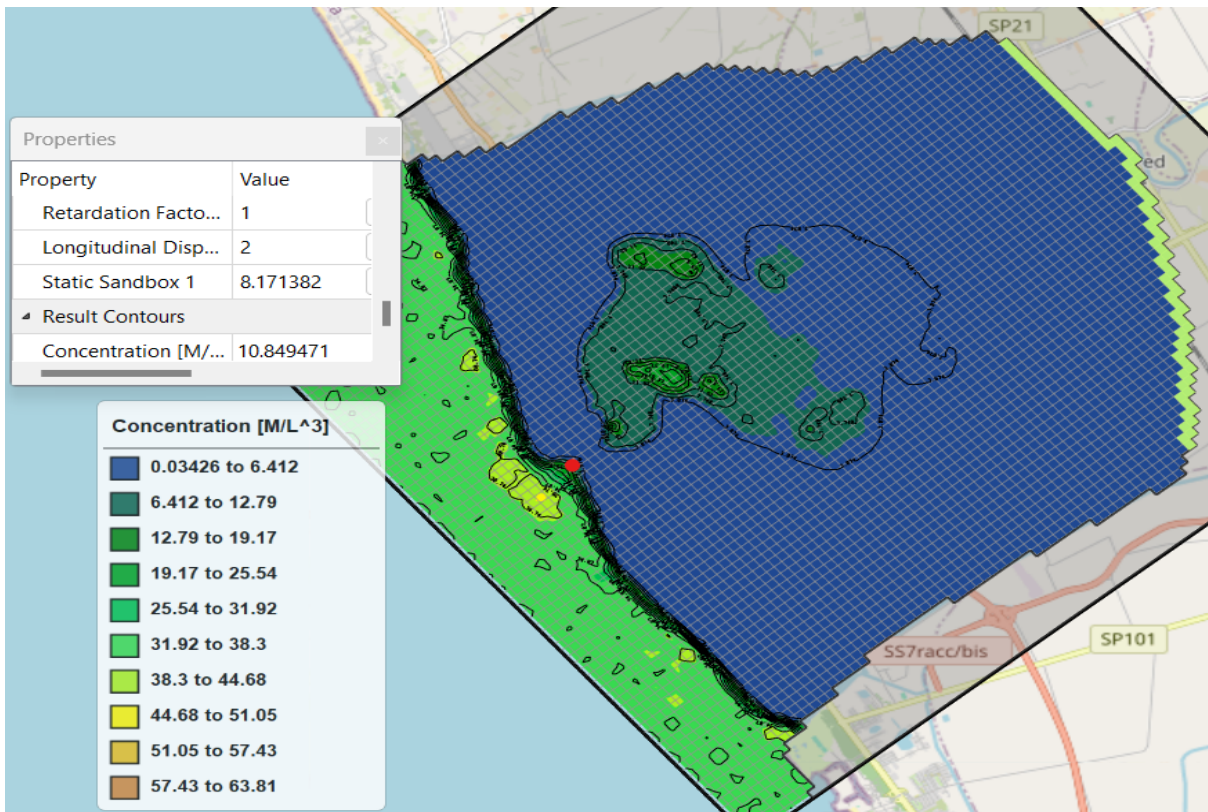 SP21
ed
Properties
Property Value
Retardation Facto... 1
Longitudinal Disp... 2
Static Sandbox 1 8.171382
Result Contours
Concentration [M/... 10.849471
Concentration [M/L^3]
0.03426 to 6.412
6.412 to 12.79
12.79 to 19.17
19.17 to 25.54
25.54 to 31.92
31.92 to 38.3
38.3 to 44.68
44.68 to 51.05
51.05 to 57.43
57.43 to 63.81
SP101
SS7racc/bis